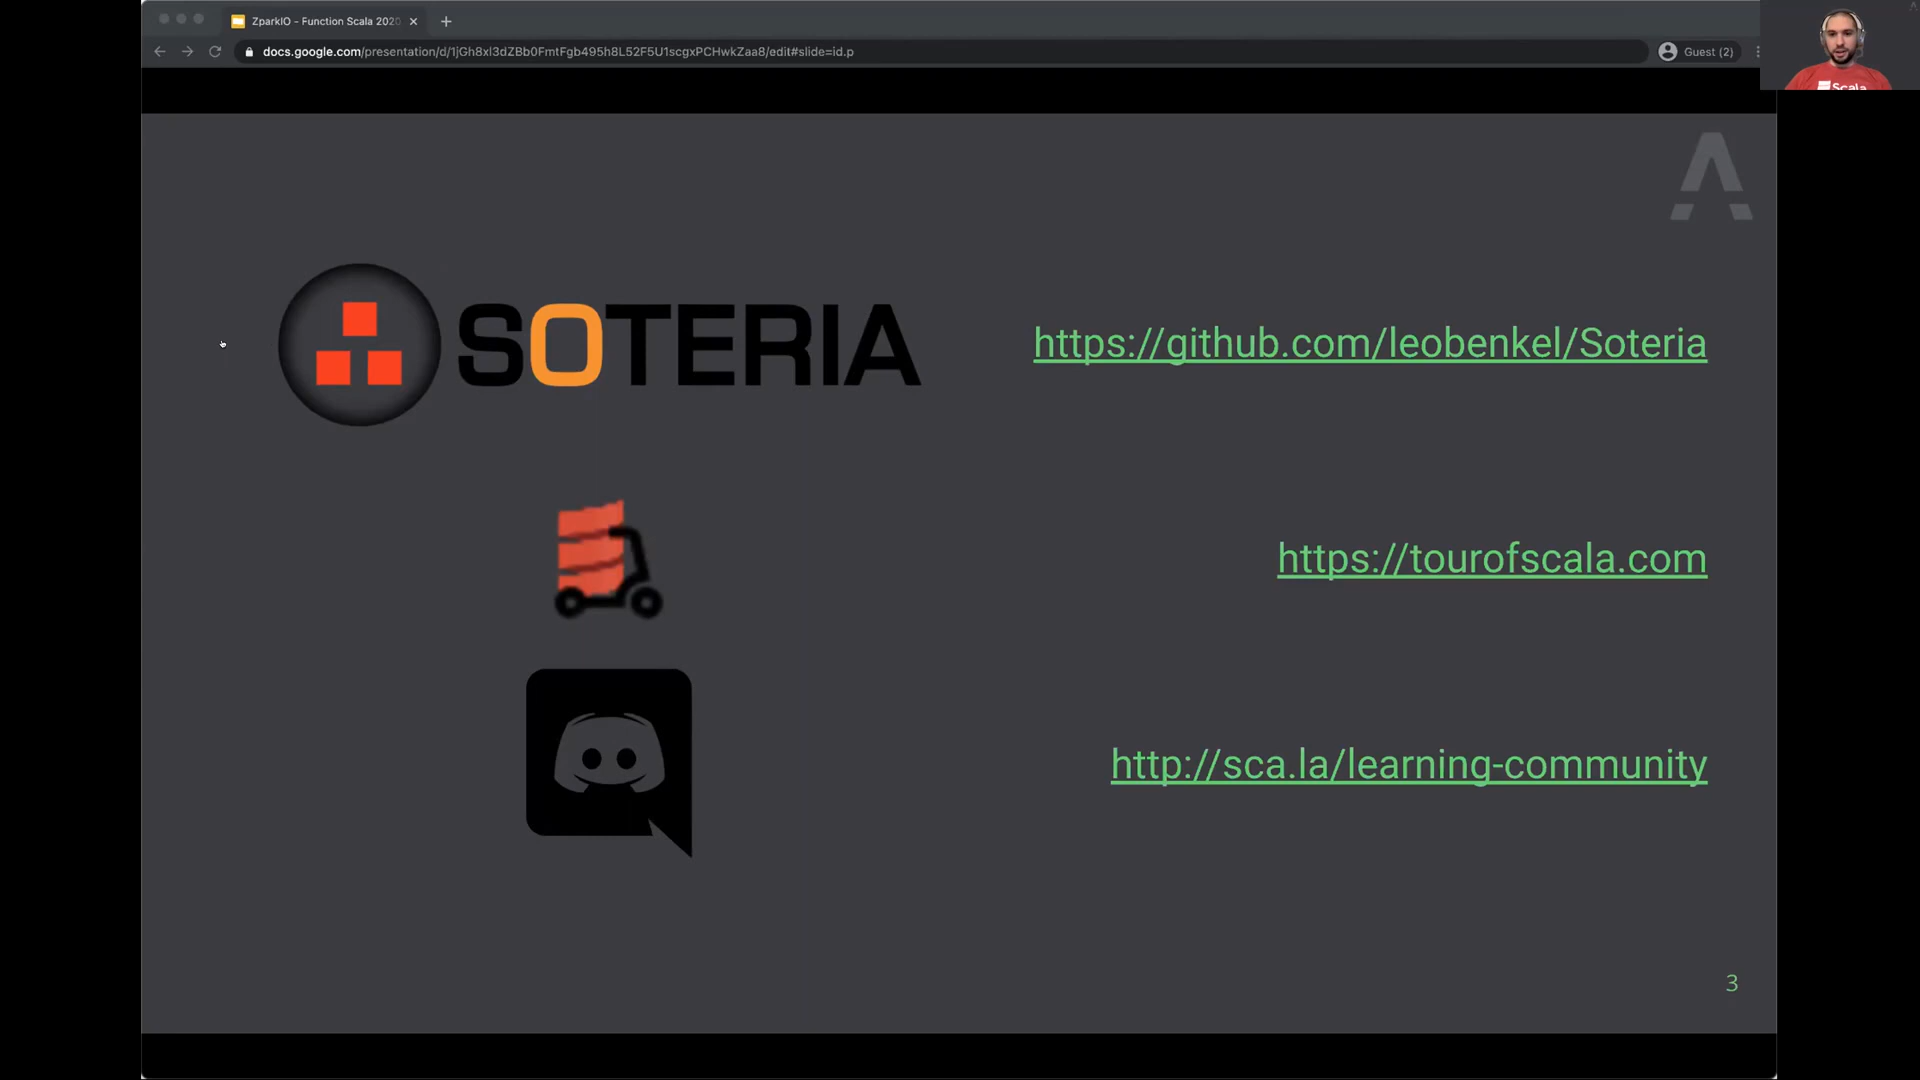 ZparkIO - Function Scala 2020
docs.google.com/presentation/d/1jGh8xl3dZBb0FmtFgb495h8L52F5U1scgxPCHwkZaa8/edit#slide=id.p
Guest (2)
Scala
SOTERIA
https://github.com/leobenkel/Soteria
https://tourofscala.com
http://sca.la/learning-community
3